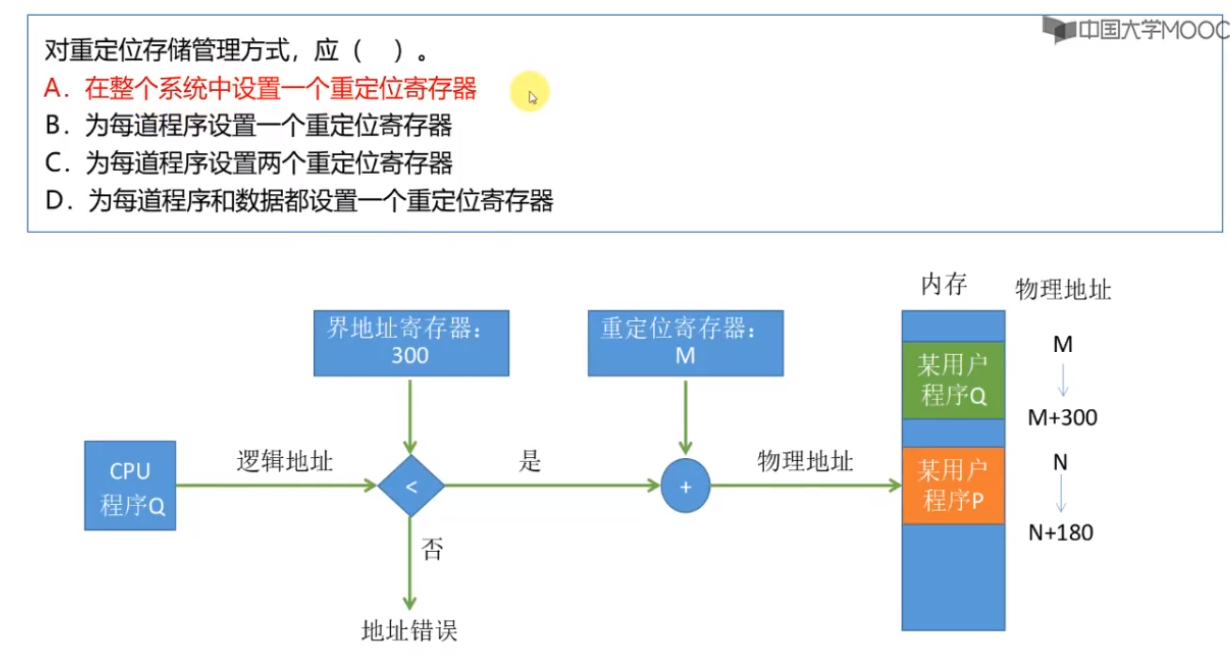 中国大学MOOC
对重定位存储管理方式，应（　）。
A．在整个系统中设置一个重定位寄存器
B．为每道程序设置一个重定位寄存器
C．为每道程序设置两个重定位寄存器
D．为每道程序和数据都设置一个重定位寄存器
内存
物理地址
界地址寄存器：
300
重定位寄存器：
M
某用户
程序Q
M
M+300
CPU
程序Q
逻辑地址
<
是
+
物理地址
某用户
程序P
N
N+180
否
地址错误